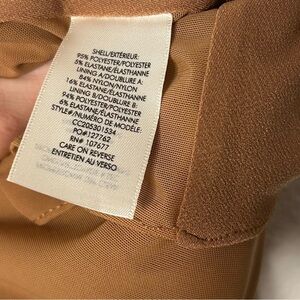 SHELL/EXTÉRIEUR:
95% POLYESTER/POLYESTER
5% ELASTANE/ÉLASTHANNE
LINING A/DOUBLURE A:
84% NYLON/NYLON
16% ELASTANE/ÉLASTHANNE
LINING B/DOUBLURE B:
94% POLYESTER/POLYESTER
6% ELASTANE/ÉLASTHANNE
STYLE#/NUMÉRO DE MODÈLE:
CC205301534
PO#127762
RN# 107677
CARE ON REVERSE
ENTRETIEN AU VERSO